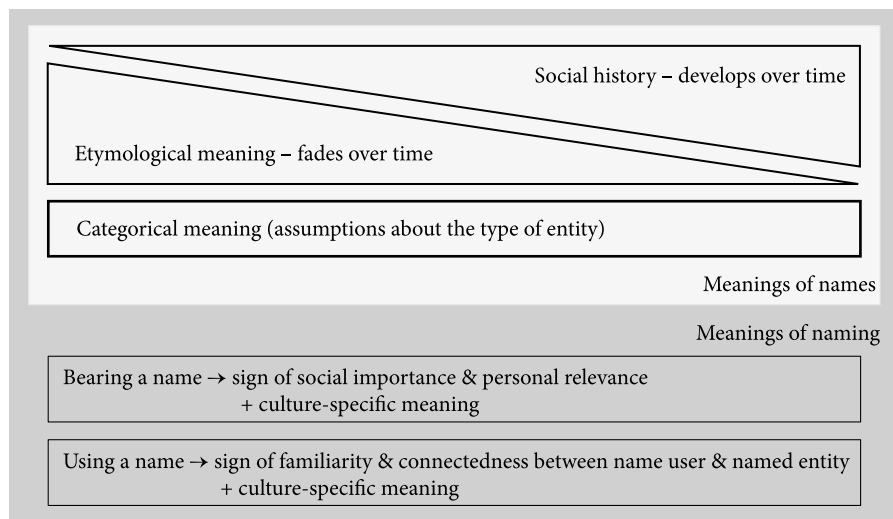 Social history – develops over time
Etymological meaning – fades over time
Categorical meaning (assumptions about the type of entity)
Meanings of names
Meanings of naming
Bearing a name → sign of social importance & personal relevance
+ culture-specific meaning
Using a name → sign of familiarity & connectedness between name user & named entity
+ culture-specific meaning